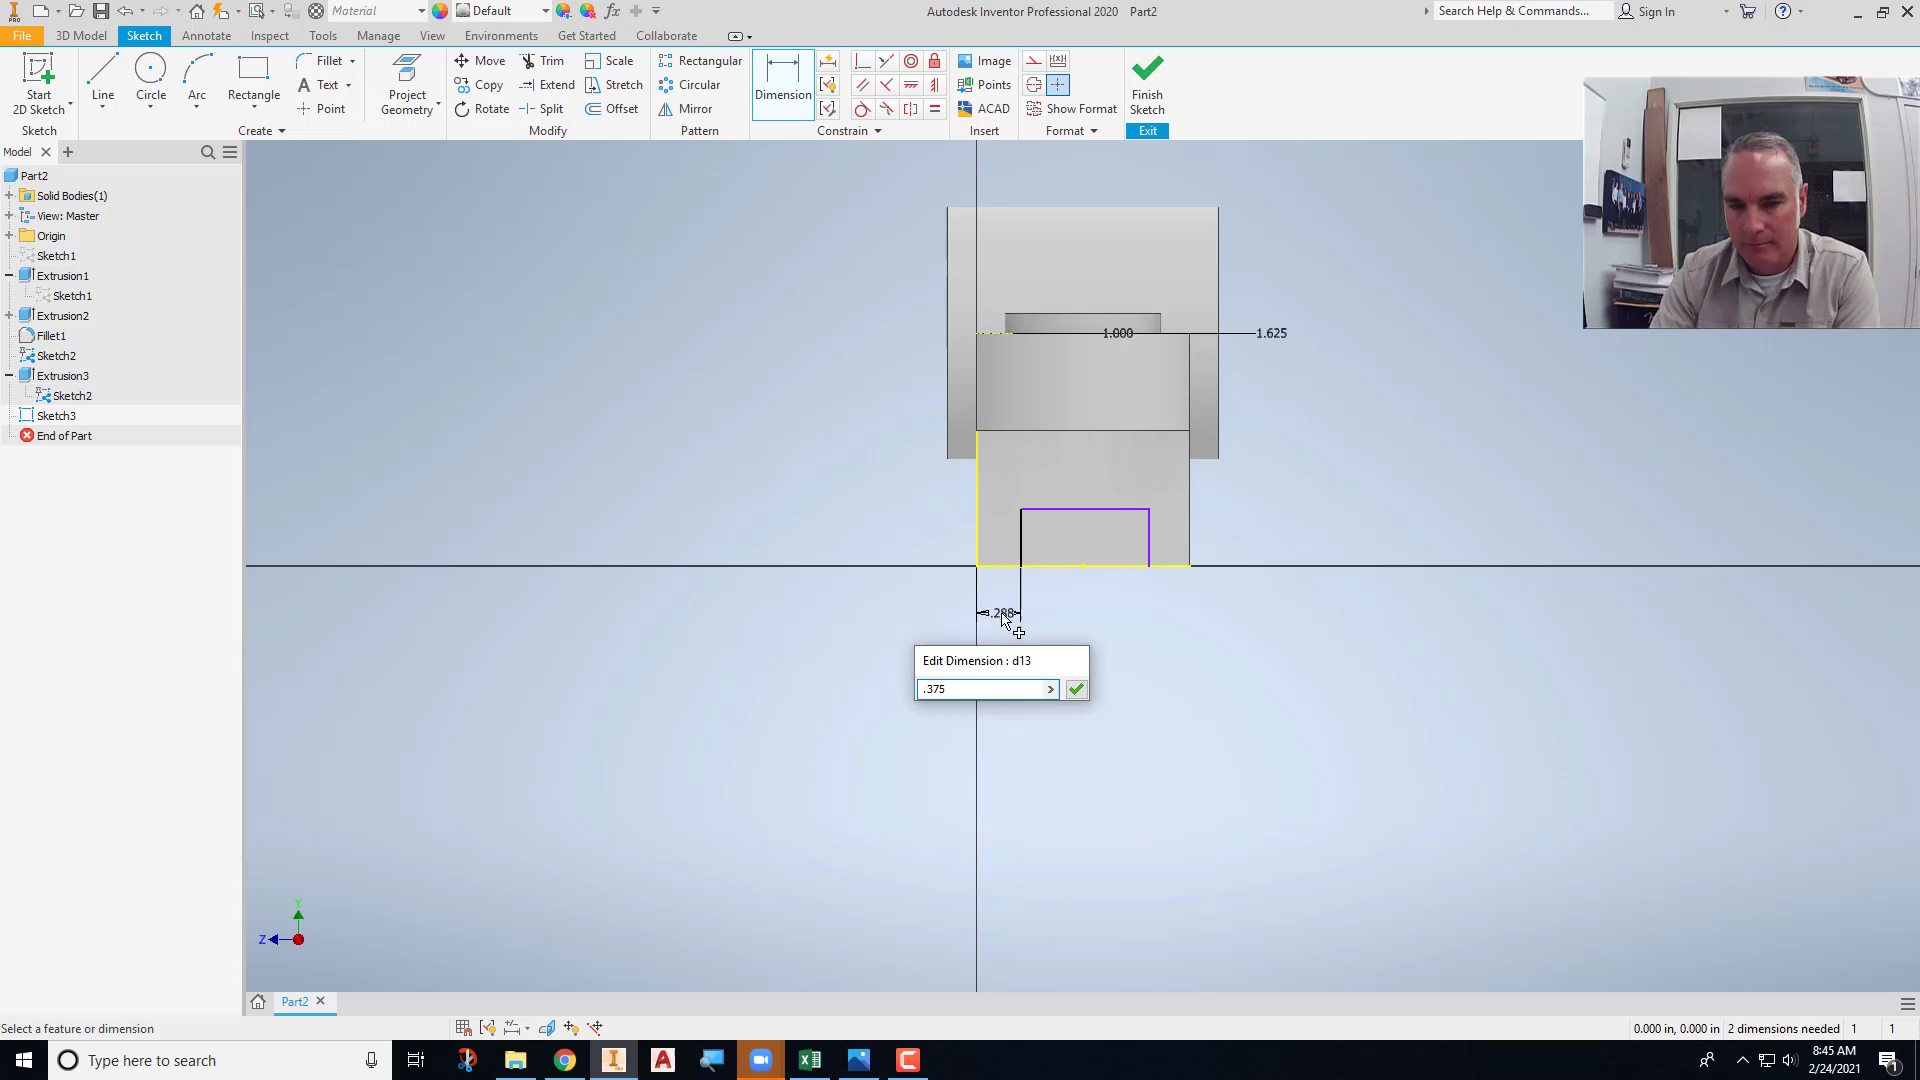 PRO
Material
Default
fx
Autodesk Inventor Professional 2020 Part2
Search Help & Commands...
Sign In
File
3D Model
Sketch
Annotate
Inspect
Tools
Manage
View
Environments
Get Started
Collaborate
Start
2D Sketch
Line
Circle
Arc
Rectangle
Fillet
Text
Point
Project
Geometry
Move
Copy
Rotate
Trim
Extend
Split
Scale
Stretch
Offset
Rectangular
Circular
Mirror
Dimension
Image
Points
ACAD
Show Format
Finish
Sketch
Sketch
Create
Modify
Pattern
Constrain
Insert
Format
Exit
Model
Part2
Solid Bodies(1)
View: Master
Origin
Sketch1
Extrusion1
Sketch1
Extrusion2
Fillet1
Sketch2
Extrusion3
Sketch2
Sketch3
End of Part
1.000
1.625
.288
Edit Dimension : d13
.375
Y
Z
Part2
Select a feature or dimension
0.000 in, 0.000 in
2 dimensions needed
1
1
Type here to search
8:45 AM
2/24/2021
1